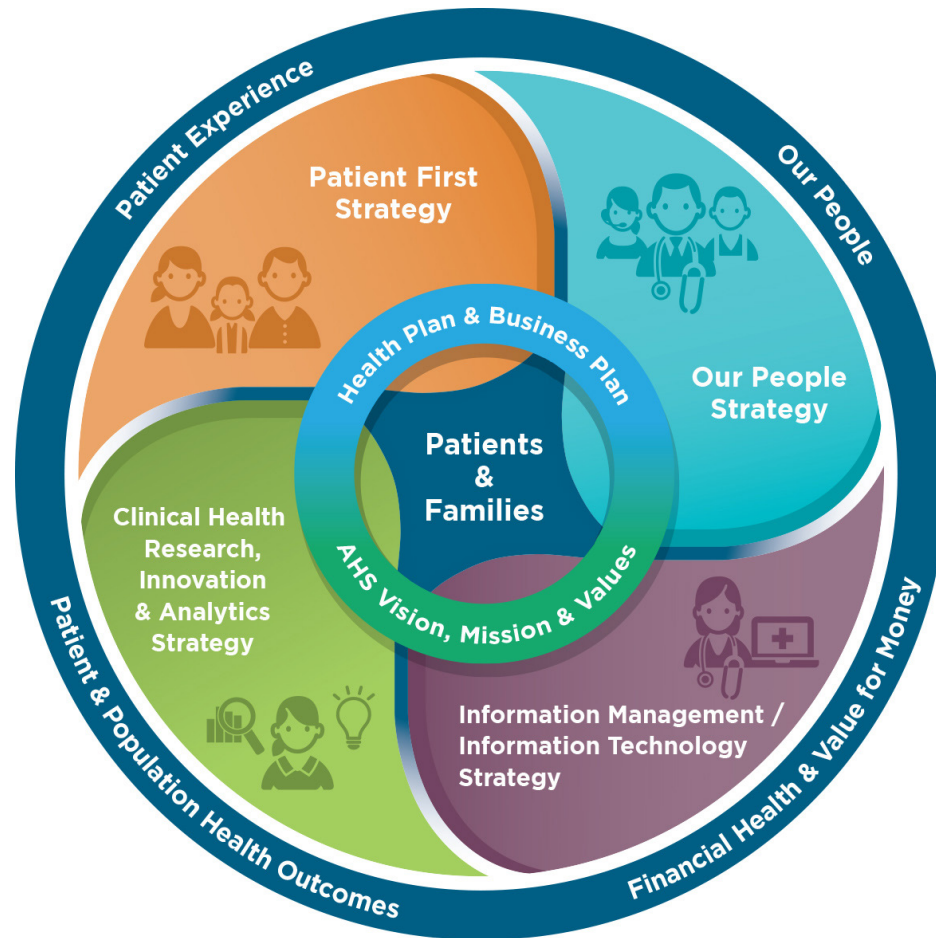 Patient Experience
Our People
Patient First
Strategy
Our People
Strategy
Health Plan & Business Plan
Patients
&
Families
AHS Vision, Mission & Values
Clinical Health
Research,
Innovation
& Analytics
Strategy
Information Management /
Information Technology
Strategy
Patient & Population Health Outcomes
Financial Health & Value for Money